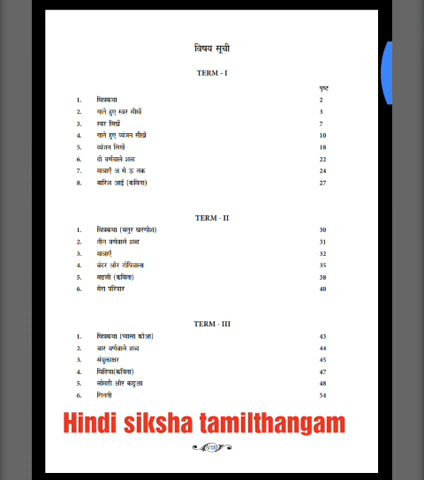 विषय सूची
TERM - I
पृष्ट
1. चित्रकथा 2
2. गाते हुए स्वर सीखें 3
3. स्वर लिखें 7
4. गाते हुए व्यंजन सीखें 10
5. व्यंजन लिखें 18
6. दो वर्णवाले शब्द 22
7. मात्राएँ अ से ऊ तक 24
8. बारिश आई (कविता) 27
TERM - II
1. चित्रकथा (चतुर खरगोश) 30
2. तीन वर्णवाले शब्द 31
3. मात्राएँ 32
4. बंदर और टोपीवाला 35
5. मछली (कविता) 38
6. मेरा परिवार 40
TERM - III
1. चित्रकथा (प्यासा कौआ) 43
2. चार वर्णवाले शब्द 44
3. संयुक्ताक्षर 45
4. चिड़िया(कविता) 47
5. लोमड़ी और कछुआ 48
6. गिनती 54
Hindi siksha tamilthangam